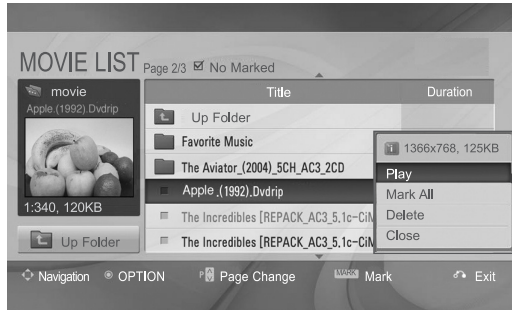 MOVIE LIST Page 2/3 No Marked
movie
Apple.(1992).Dvdrip
1:340, 120KB
Up Folder
Title Duration
Up Folder
Favorite Music
The Aviator_(2004)_5CH_AC3_2CD
Apple .(1992).Dvdrip
The Incredibles [REPACK_AC3_5.1c-CiM
The Incredibles [REPACK_AC3_5.1c-CiM
1366x768, 125KB
Play
Mark All
Delete
Close
Navigation OPTION P Page Change MARK Mark Exit